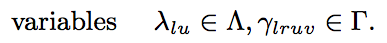 variables λ_{lu} ∈ Λ, γ_{lruv} ∈ Γ.